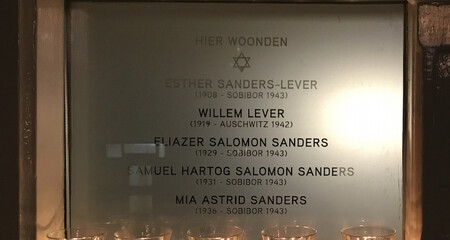 HIER WOONDEN
ESTHER SANDERS-LEVER
(1908 - SOBIBOR 1943)
WILLEM LEVER
(1919 - AUSCHWITZ 1942)
ELIAZER SALOMON SANDERS
(1929 - SOBIBOR 1943)
SAMUEL HARTOG SALOMON SANDERS
(1931 - SOBIBOR 1943)
MIA ASTRID SANDERS
(1936 - SOBIBOR 1943)